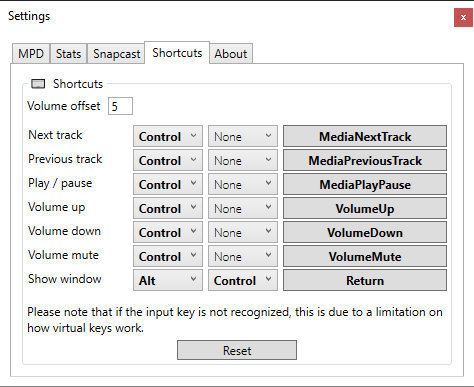 Settings
x
MPD Stats Snapcast Shortcuts About
Shortcuts
Volume offset 5
Next track Control None MediaNextTrack
Previous track Control None MediaPreviousTrack
Play / pause Control None MediaPlayPause
Volume up Control None VolumeUp
Volume down Control None VolumeDown
Volume mute Control None VolumeMute
Show window Alt Control Return
Please note that if the input key is not recognized, this is due to a limitation on
how virtual keys work.
Reset